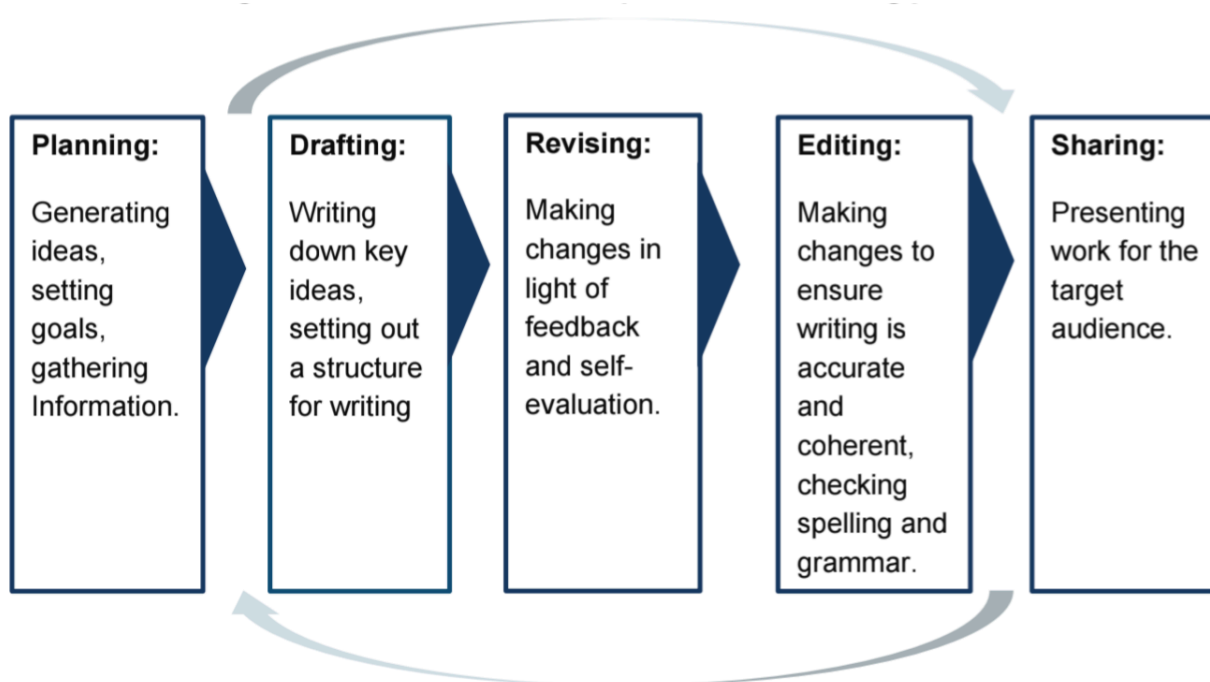 Planning:
Generating
ideas,
setting
goals,
gathering
Information.
Drafting:
Writing
down key
ideas,
setting out
a structure
for writing
Revising:
Making
changes in
light of
feedback
and self-
evaluation.
Editing:
Making
changes to
ensure
writing is
accurate
and
coherent,
checking
spelling and
grammar.
Sharing:
Presenting
work for the
target
audience.